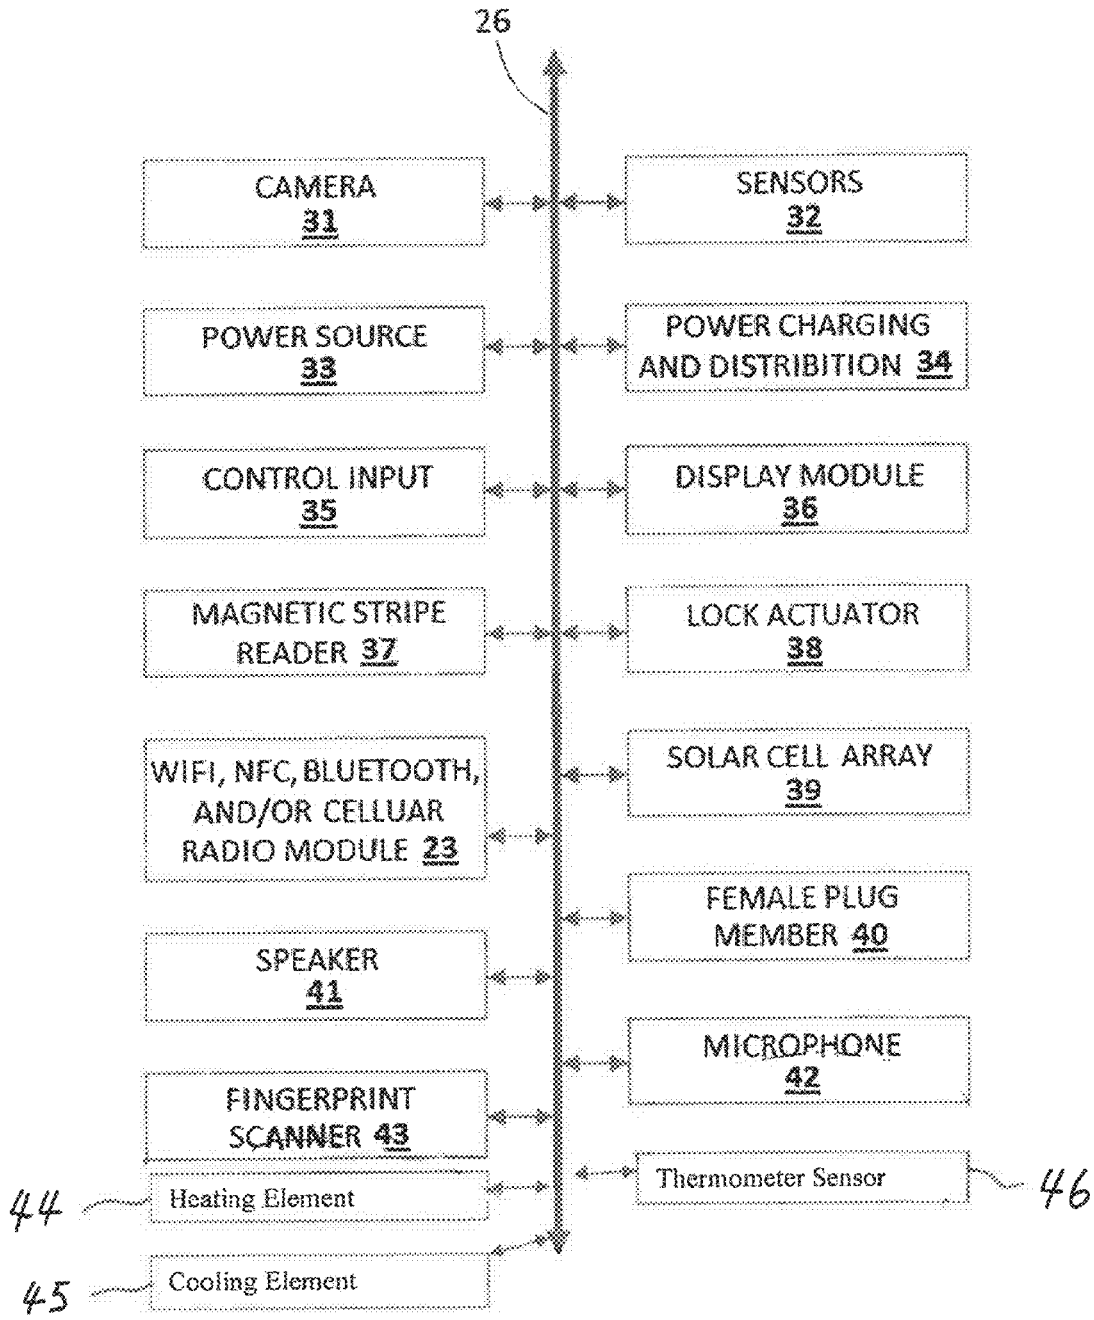 26
CAMERA
31
SENSORS
32
POWER SOURCE
33
POWER CHARGING
AND DISTRIBITION 34
CONTROL INPUT
35
DISPLAY MODULE
36
MAGNETIC STRIPE
READER 37
LOCK ACTUATOR
38
WIFI, NFC, BLUETOOTH,
AND/OR CELLUAR
RADIO MODULE 23
SOLAR CELL ARRAY
39
FEMALE PLUG
MEMBER 40
SPEAKER
41
MICROPHONE
42
FINGERPRINT
SCANNER 43
Thermometer Sensor
46
44
Heating Element
45
Cooling Element